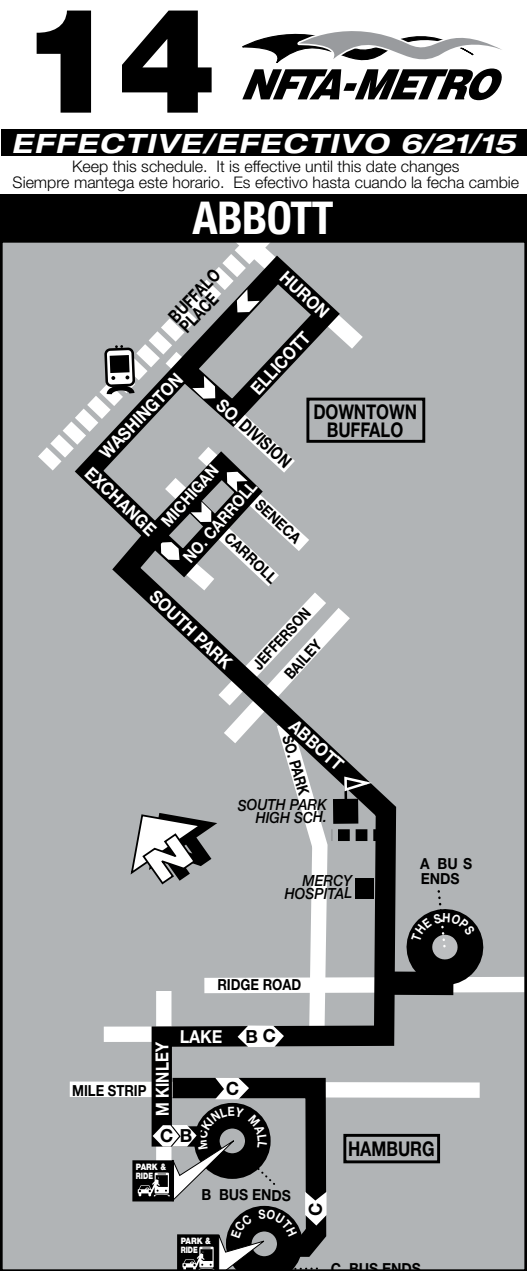 14
NFTA-METRO
EFFECTIVE/EFECTIVO 6/21/15
Keep this schedule. It is effective until this date changes
Siempre mantega este horario. Es efectivo hasta cuando la fecha cambie
ABBOTT
BUFFALO
PLACE
HURON
ELLICOTT
WASHINGTON
SO. DIVISION
DOWNTOWN
BUFFALO
EXCHANGE
MICHIGAN
NO. CARROLL
SENECA
CARROLL
SOUTH PARK
JEFFERSON
BAILEY
ABBOTT
SO. PARK
SOUTH PARK
HIGH SCH.
N
MERCY
HOSPITAL
A BU S
ENDS
THE SHOPS
RIDGE ROAD
LAKE
B C
M KINLEY
MILE STRIP
C
C B
MCKINLEY MALL
HAMBURG
PARK &
RIDE
B BUS ENDS
C
ECC SOUTH
PARK &
RIDE
C BUS ENDS